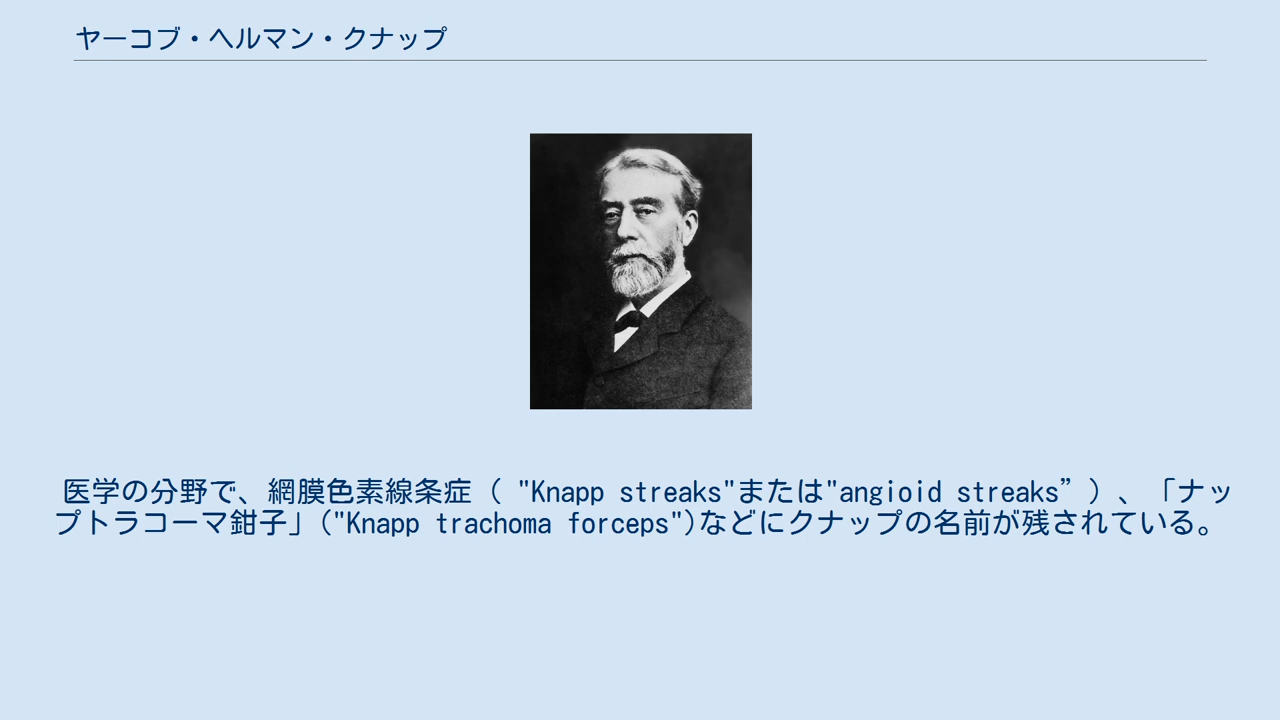 ヤーコブ・ヘルマン・クナップ
医学の分野で、網膜色素線条症（ "Knapp streaks"または"angioid streaks”）、「ナッ
プトラコーマ鉗子」("Knapp trachoma forceps")などにクナップの名前が残されている。